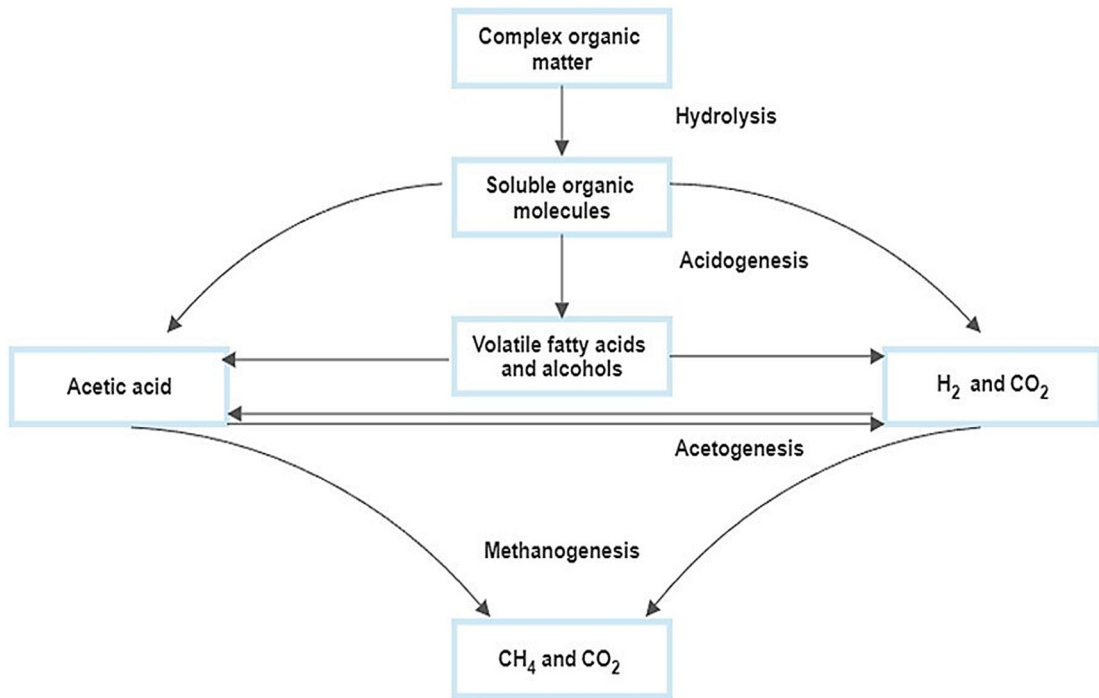 Complex organic
matter
Hydrolysis
Soluble organic
molecules
Acidogenesis
Volatile fatty acids
and alcohols
Acetic acid
H₂ and CO₂
Acetogenesis
Methanogenesis
CH₄ and CO₂